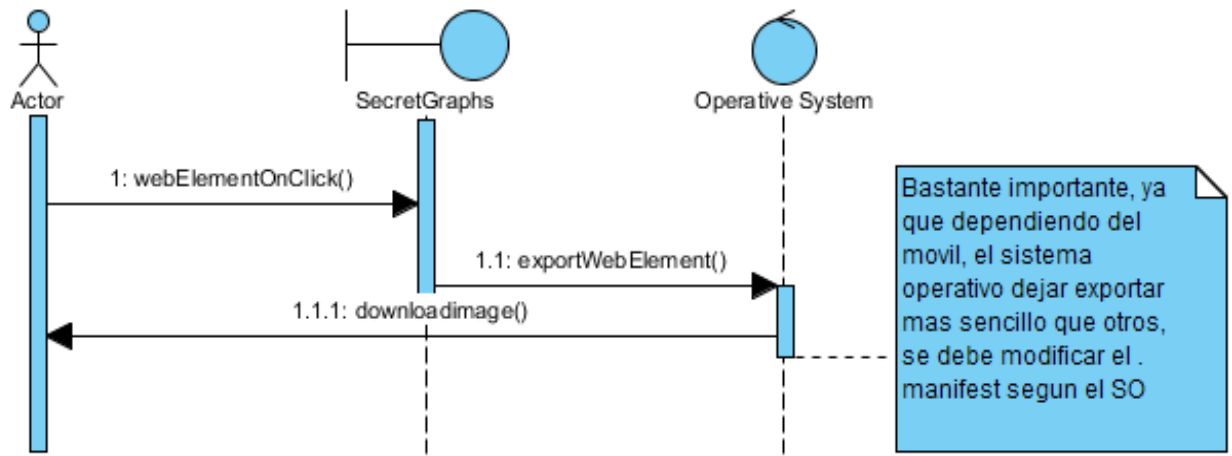 Actor
SecretGraphs
Operative System
1: webElementOnClick()
1.1: exportWebElement()
1.1.1: downloadimage()
Bastante importante, ya
que dependiendo del
movil, el sistema
operativo dejar exportar
mas sencillo que otros,
se debe modificar el .
manifest segun el SO